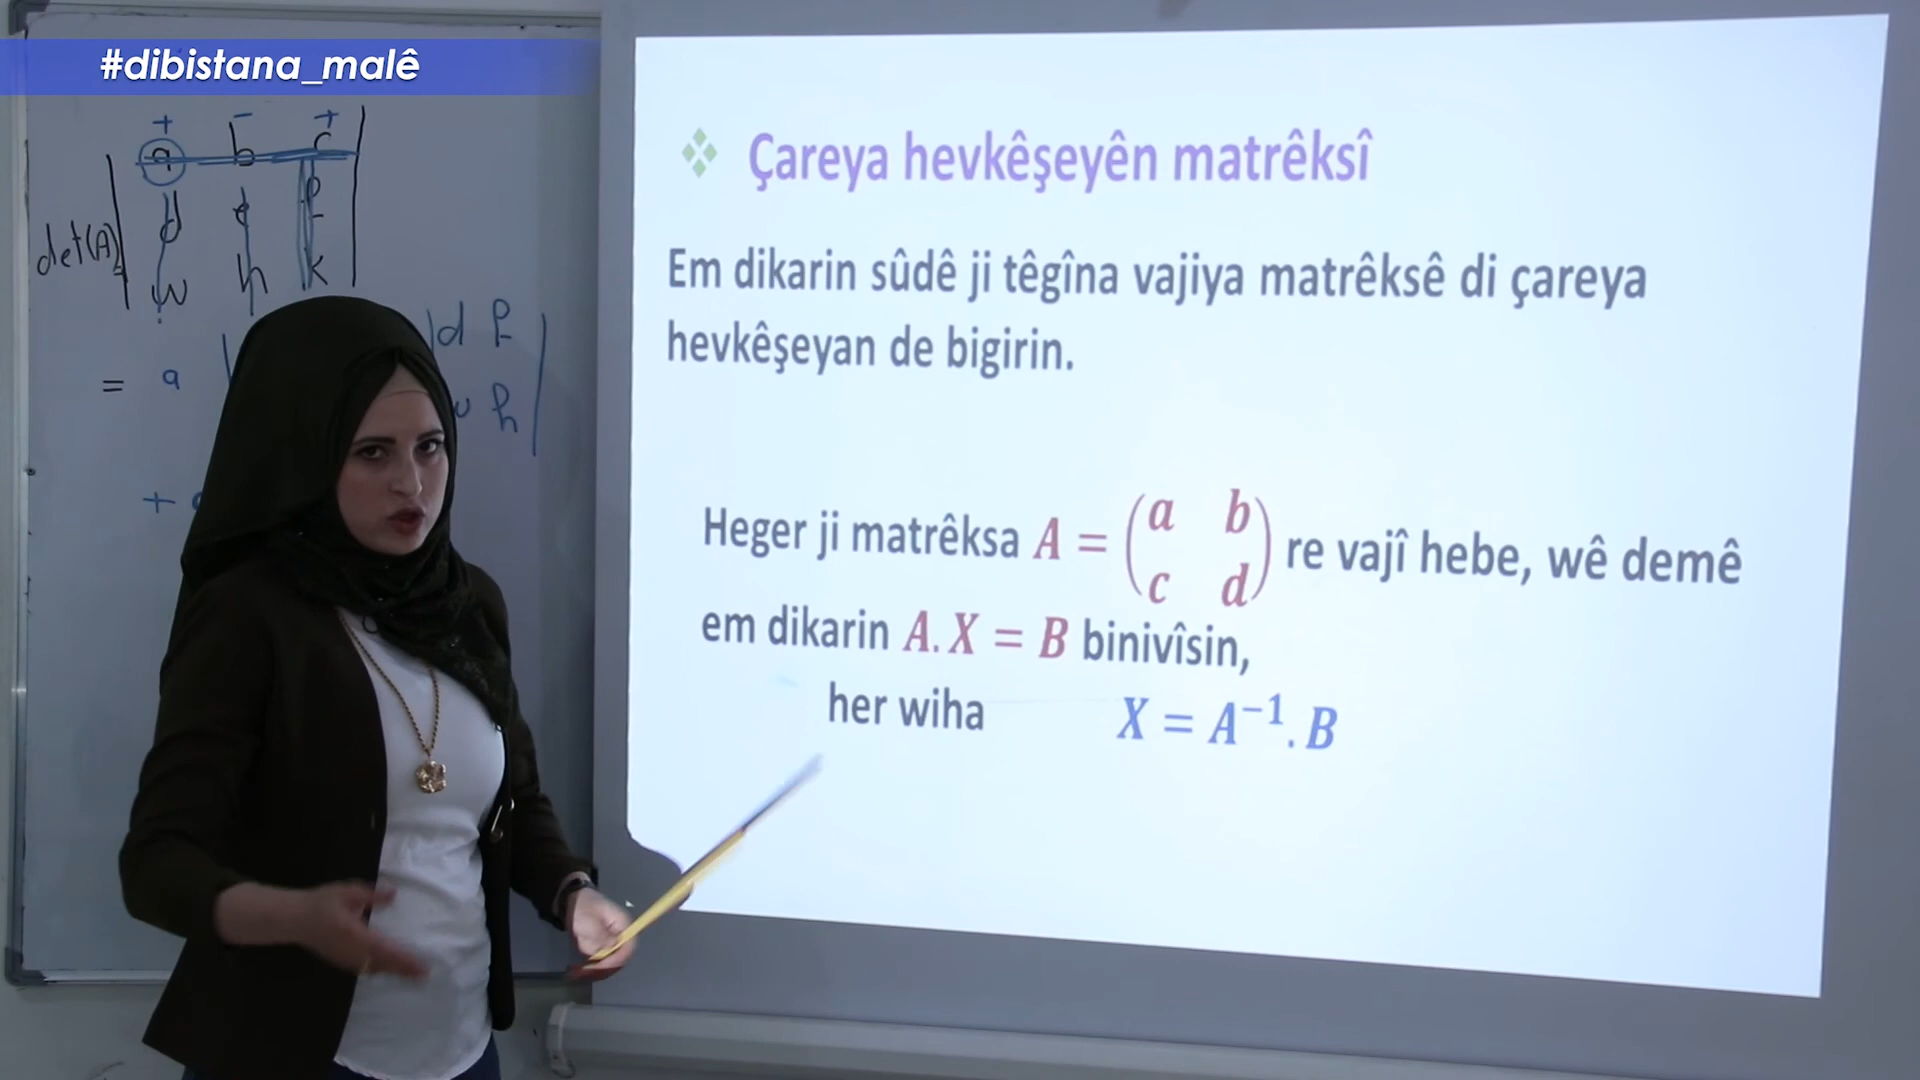 #dibistana_malê
+ - +
a b c
det(A) d e f
w h k
= a d f
w h
+
Çareya hevkêşeyên matrêksî
Em dikarin sûdê ji têgîna vajiya matrêksê di çareya
hevkêşeyan de bigirin.
Heger ji matrêksa A = (a b c d) re vajî hebe, wê demê
em dikarin A. X = B binivîsin,
her wiha X = A⁻¹. B